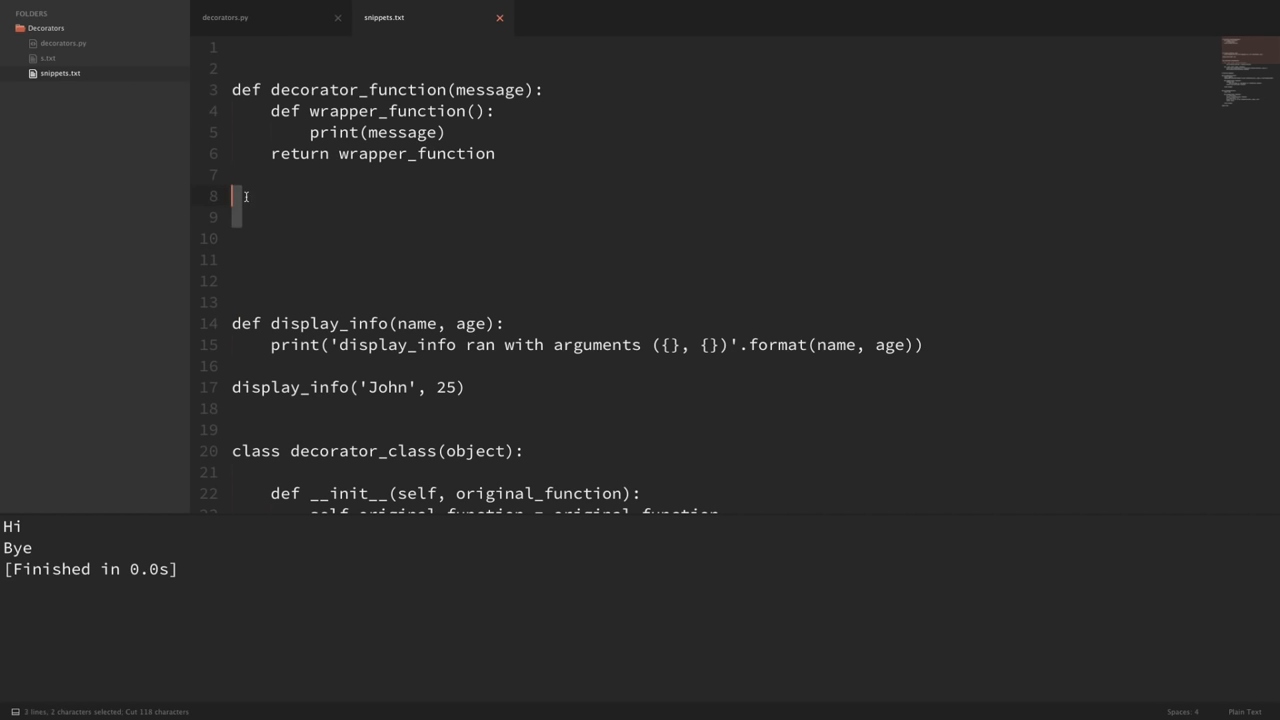 FOLDERS
Decorators
decorators.py
s.txt
snippets.txt
decorators.py
snippets.txt
1
2
3 def decorator_function(message):
4 def wrapper_function():
5 print(message)
6 return wrapper_function
7
8
9
10
11
12
13
14 def display_info(name, age):
15 print('display_info ran with arguments ({}, {})'.format(name, age))
16
17 display_info('John', 25)
18
19
20 class decorator_class(object):
21
22 def __init__(self, original_function):
23 self.original_function = original_function
Hi
Bye
[Finished in 0.0s]
3 lines, 2 characters selected; Cut 118 characters
Spaces: 4
Plain Text